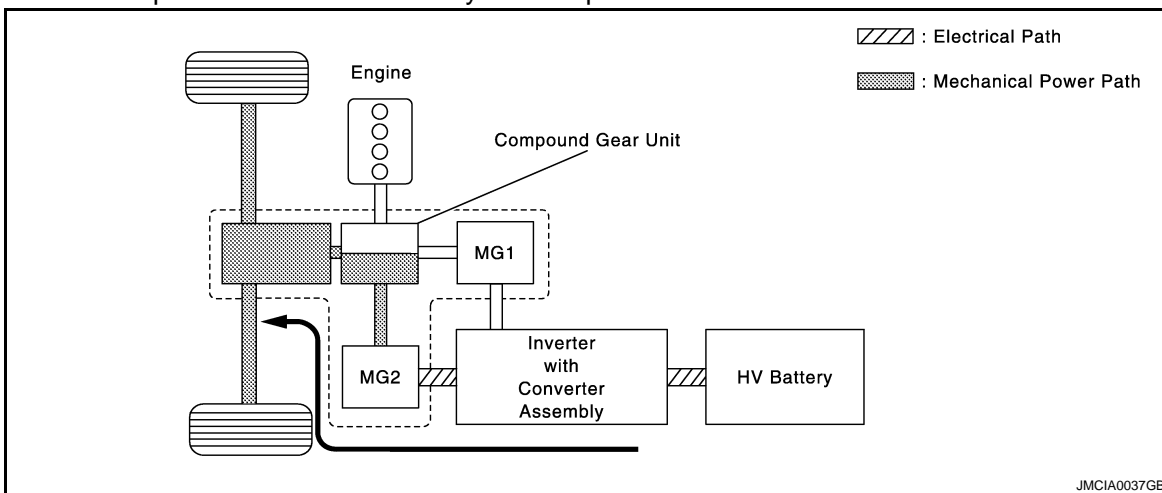 : Electrical Path
: Mechanical Power Path
Engine
Compound Gear Unit
MG1
MG2
Inverter
with
Converter
Assembly
HV Battery
JMCIA0037GB